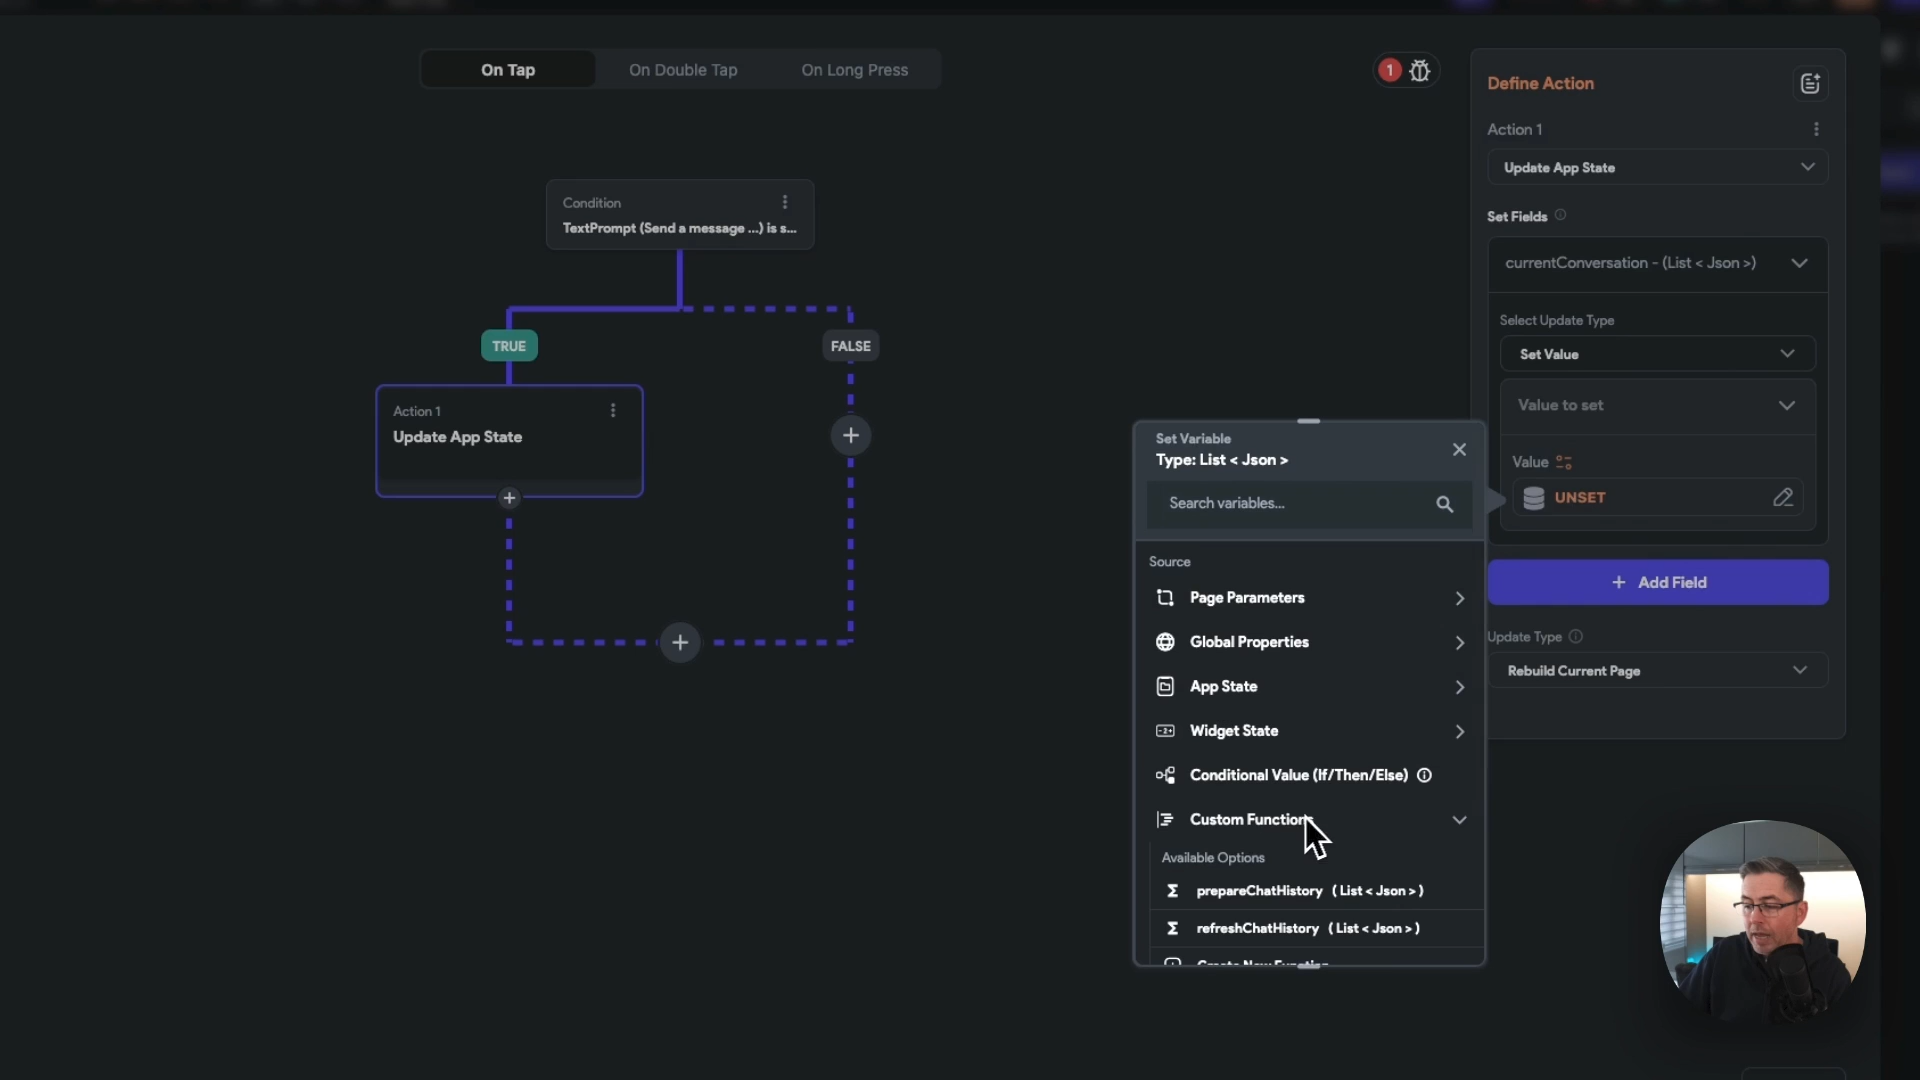 On Tap
On Double Tap
On Long Press
1
Condition
TextPrompt (Send a message ...) is s...
TRUE
FALSE
Action 1
Update App State
Set Variable
Type: List < Json >
Search variables...
Source
Page Parameters
Global Properties
App State
Widget State
Conditional Value (If/Then/Else)
Custom Functions
Available Options
prepareChatHistory ( List < Json > )
refreshChatHistory ( List < Json > )
Create New Function
Define Action
Action 1
Update App State
Set Fields
currentConversation - (List < Json >)
Select Update Type
Set Value
Value to set
Value
UNSET
+ Add Field
Update Type
Rebuild Current Page